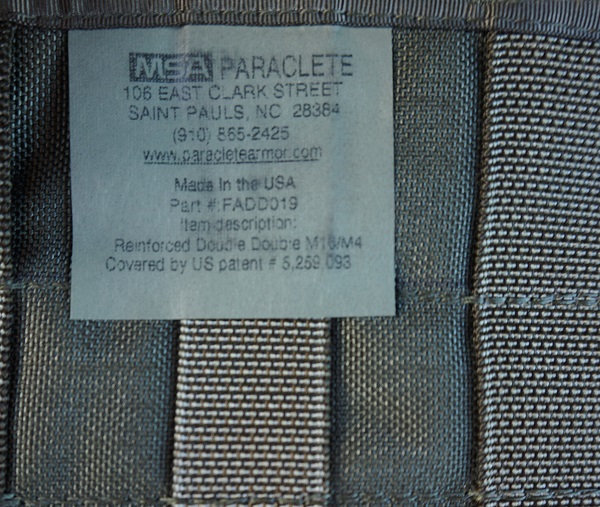 MSA PARACLETE
106 EAST CLARK STREET
SAINT PAULS, NC 28384
(910) 865-2425
www.paracletearmor.com
Made in the USA
Part #:FADD019
Item description:
Reinforced Double Double M16/M4
Covered by US patent # 5,259,093